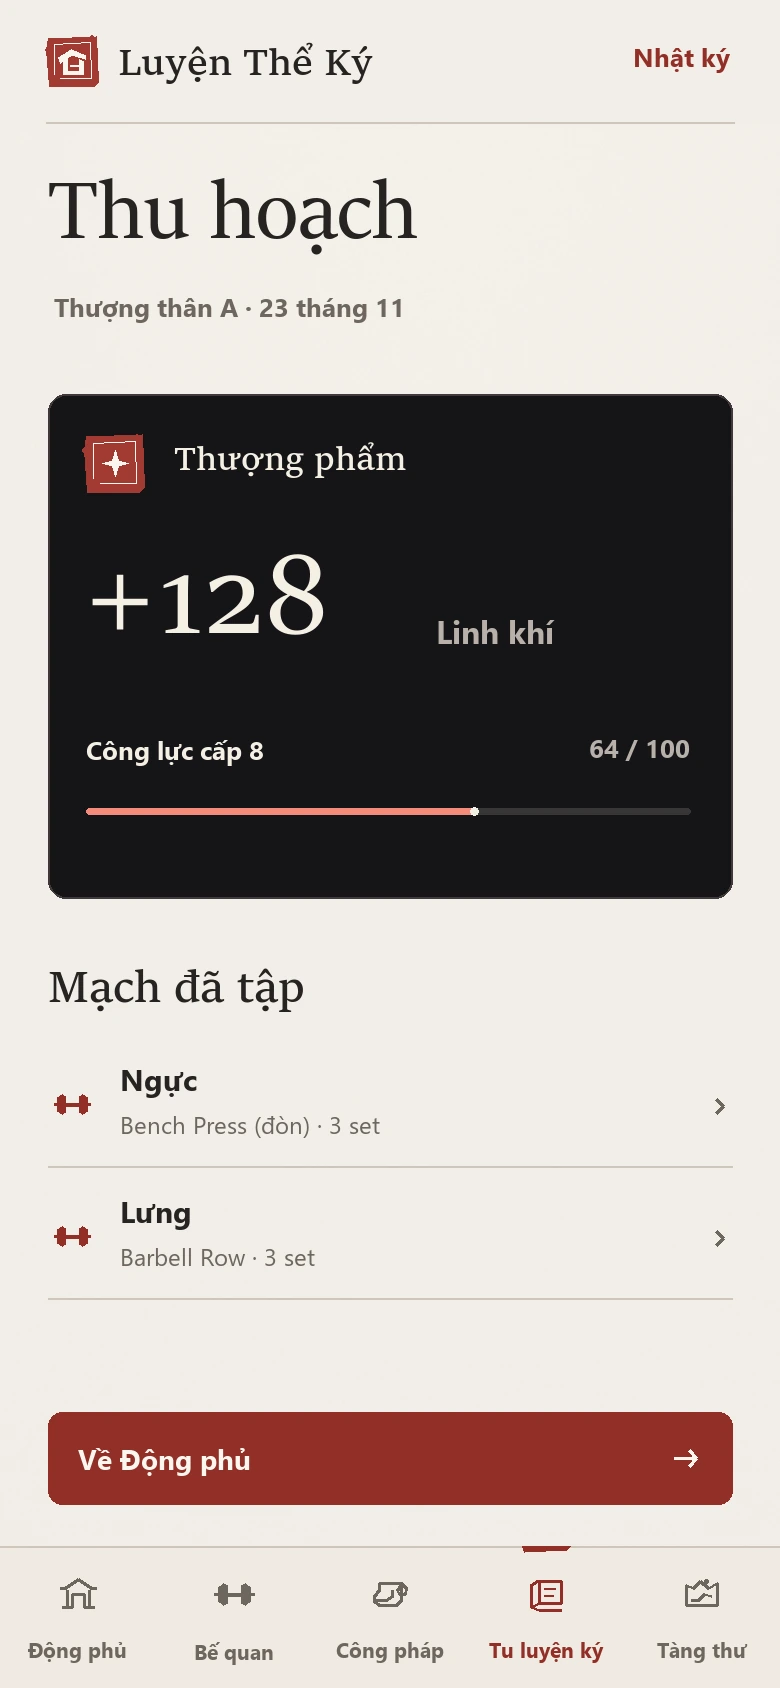 Luyện Thể Ký
Nhật ký
Thu hoạch
Thượng thân A · 23 tháng 11
Thượng phẩm
+128 Linh khí
Công lực cấp 8
64 / 100
Mạch đã tập
Ngực
Bench Press (đòn) · 3 set
Lưng
Barbell Row · 3 set
Về Động phủ
Động phủ
Bế quan
Công pháp
Tu luyện ký
Tàng thư